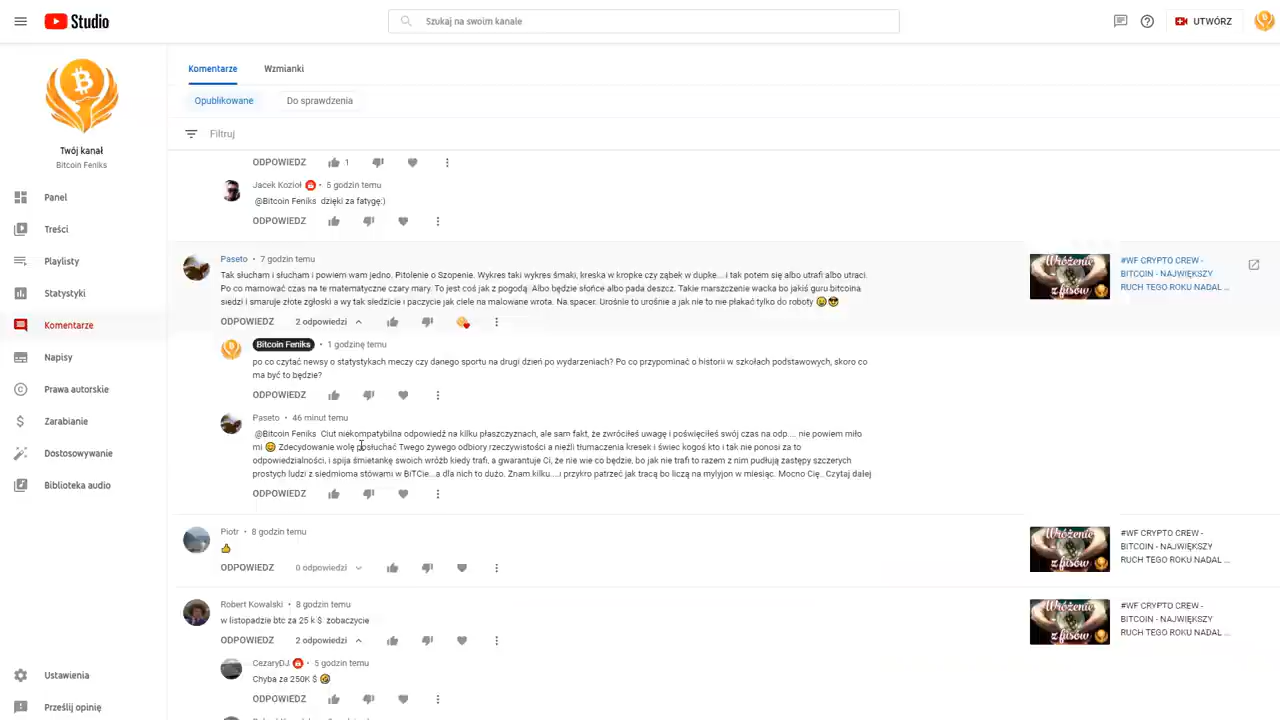 Studio
Szukaj na swoim kanale
UTWÓRZ
Twój kanał
Bitcoin Feniks
Panel
Treści
Playlisty
Statystyki
Komentarze
Napisy
Prawa autorskie
Zarabianie
Dostosowywanie
Biblioteka audio
Ustawienia
Prześlij opinię
Komentarze
Wzmianki
Opublikowane
Do sprawdzenia
Filtruj
ODPOWIEDZ 1
Jacek Kozioł • 5 godzin temu
@Bitcoin Feniks dzięki za fatygę:)
ODPOWIEDZ
Paseto • 7 godzin temu
Tak słucham i słucham i powiem wam jedno. Pitolenie o Szopenie. Wykres taki wykres śmaki, kreska w kropke czy ząbek w dupke....i tak potem się albo utrafi albo utraci.
Po co marnować czas na te matematyczne czary mary. To jest coś jak z pogodą. Albo będzie słońce albo pada deszcz. Takie marszczenie wacka bo jakiś guru bitcoina
siedzi i smaruje złote zgłoski a wy tak siedzicie i paczycie jak ciele na malowane wrota. Na spacer. Urośnie to urośnie a jak nie to nie płakać tylko do roboty 😀😎
ODPOWIEDZ 2 odpowiedzi
Bitcoin Feniks • 1 godzinę temu
po co czytać newsy o statystykach meczy czy danego sportu na drugi dzień po wydarzeniach? Po co przypominać o historii w szkołach podstawowych, skoro co
ma być to będzie?
ODPOWIEDZ
Paseto • 46 minut temu
@Bitcoin Feniks Ciut niekompatybilna odpowiedź na kilku płaszczyznach, ale sam fakt, że zwróciłeś uwagę i poświęciłeś swój czas na odp.... nie powiem miło
mi 😊 Zdecydowanie wolę posłuchać Twego zywego odbiory rzeczywistości a nieźli tłumaczenia kresek i świec kogoś kto i tak nie ponosi za to
odpowiedzialności, i spija śmietankę swoich wróżb kiedy trafi, a gwarantuje Ci, że nie wie co będzie, bo jak nie trafi to razem z nim pudłują zastępy szczerych
prostych ludzi z siedmioma stówami w BiTCie...a dla nich to dużo. Znam kilku....i przykro patrzeć jak tracą bo liczą na mylyjon w miesiąc. Mocno Cię... Czytaj dalej
ODPOWIEDZ
Piotr • 8 godzin temu
👍
ODPOWIEDZ 0 odpowiedzi
Robert Kowalski • 8 godzin temu
w listopadzie btc za 25 k $ zobaczycie
ODPOWIEDZ 2 odpowiedzi
CezaryDJ • 5 godzin temu
Chyba za 250K $ 🤣
ODPOWIEDZ
Wróżenie
z fusów
#WF CRYPTO CREW -
BITCOIN - NAJWIĘKSZY
RUCH TEGO ROKU NADAL ...
Wróżenie
z fusów
#WF CRYPTO CREW -
BITCOIN - NAJWIĘKSZY
RUCH TEGO ROKU NADAL ...
Wróżenie
z fusów
#WF CRYPTO CREW -
BITCOIN - NAJWIĘKSZY
RUCH TEGO ROKU NADAL ...